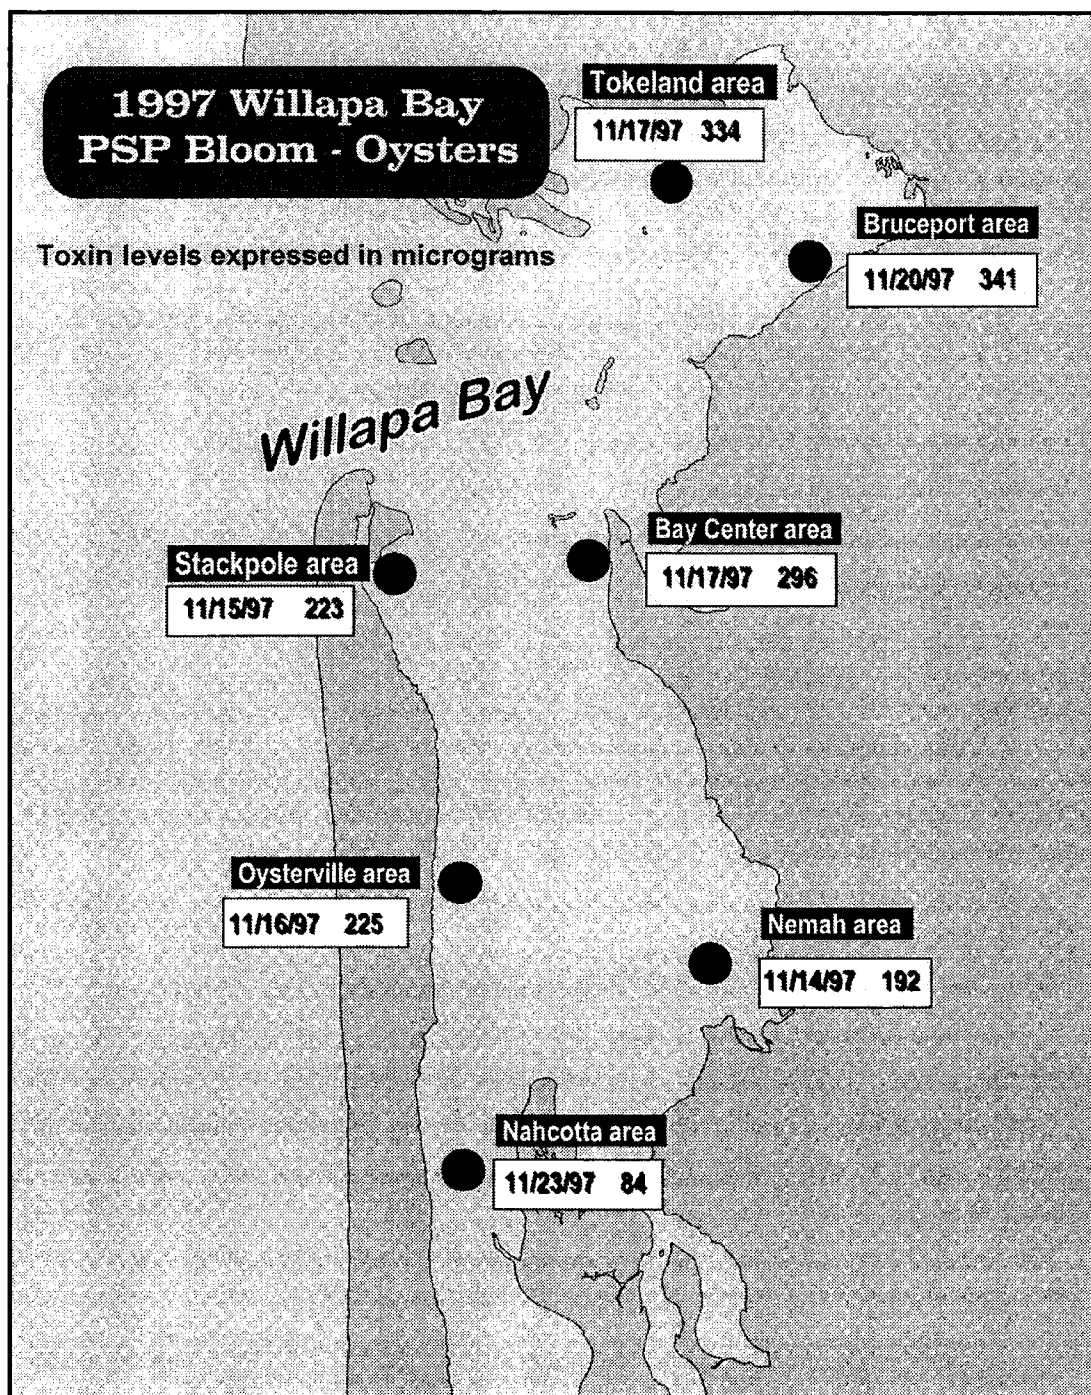 1997 Willapa Bay
PSP Bloom - Oysters
Toxin levels expressed in micrograms
Tokeland area
11/17/97 334
Bruceport area
11/20/97 341
Willapa Bay
Stackpole area
11/15/97 223
Bay Center area
11/17/97 296
Oysterville area
11/16/97 225
Nemah area
11/14/97 192
Nahcotta area
11/23/97 84